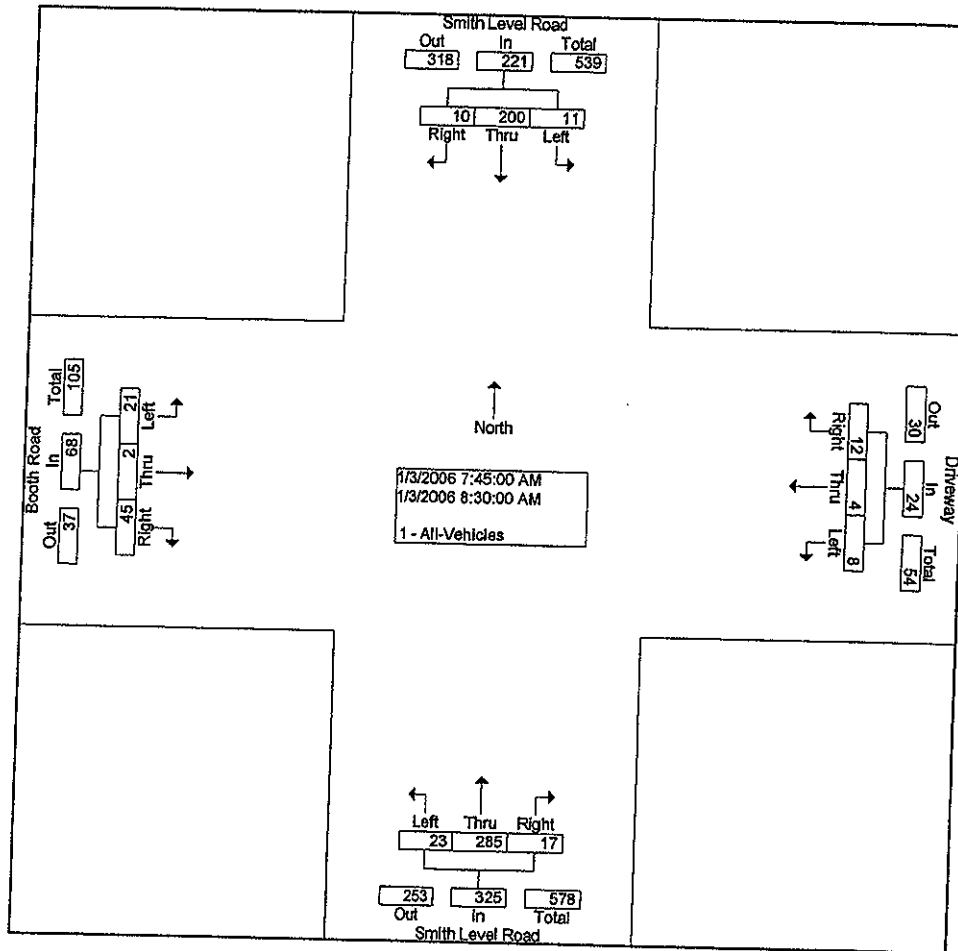 Smith Level Road
Out In Total
318 221 539
10 200 11
Right Thru Left
North
1/3/2006 7:45:00 AM
1/3/2006 8:30:00 AM
1 - All-Vehicles
Booth Road
Total In Out
105 68 37
21 2 45
Left Thru Right
Driveway
Out In Total
30 24 54
12 4 8
Right Thru Left
Left Thru Right
23 285 17
253 325 578
Out In Total
Smith Level Road